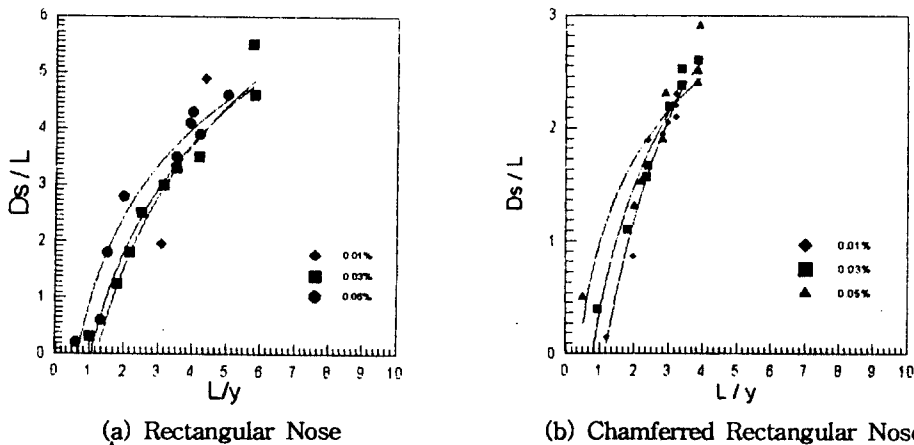 6
5
4
3
2
1
0
Ds / L
0 1 2 3 4 5 6 7 8 9 10
L/y
0.01%
0.03%
0.06%
(a) Rectangular Nose
3
2
1
0
Ds / L
0 1 2 3 4 5 6 7 8 9 10
L / y
0.01%
0.03%
0.05%
(b) Chamferred Rectangular Nose